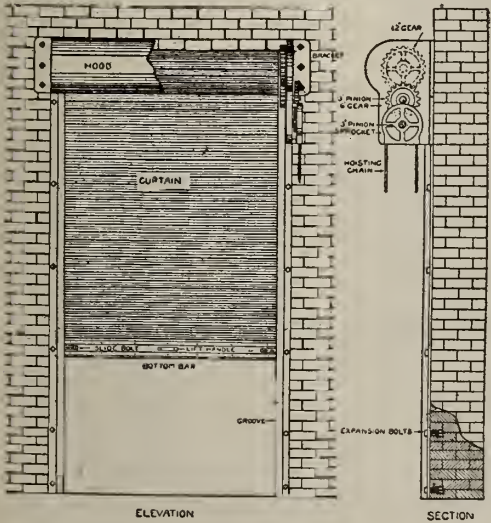 12" GEAR
HOOD
BRACKET
3" PINION
6" GEAR
3" PINION
SPROCKET
HOISTING
CHAIN
CURTAIN
SLIDE BOLT
LIFT HANDLE
BOTTOM BAR
GROOVE
EXPANSION BOLTS
ELEVATION
SECTION